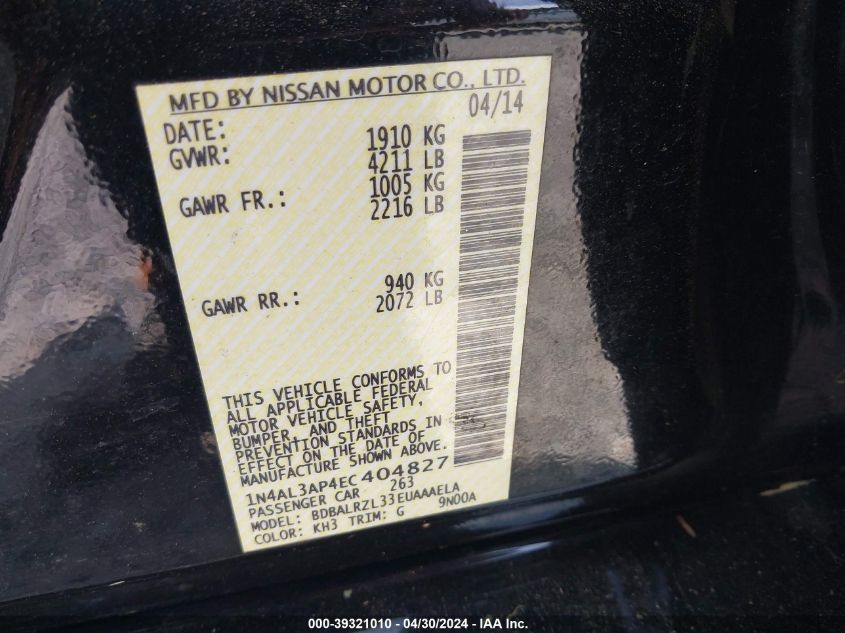 MFD BY NISSAN MOTOR CO., LTD.
DATE: 04/14
GVWR: 1910 KG
4211 LB
GAWR FR.: 1005 KG
2216 LB
GAWR RR.: 940 KG
2072 LB
THIS VEHICLE CONFORMS TO
ALL APPLICABLE FEDERAL
MOTOR VEHICLE SAFETY,
BUMPER, AND THEFT
PREVENTION STANDARDS IN
EFFECT ON THE DATE OF
MANUFACTURE SHOWN ABOVE.
1N4AL3AP4EC404827
PASSENGER CAR 263
MODEL: BDBALRZL33EUAAAELA
COLOR: KH3 TRIM: G 9N00A
000-39321010 - 04/30/2024 - IAA Inc.